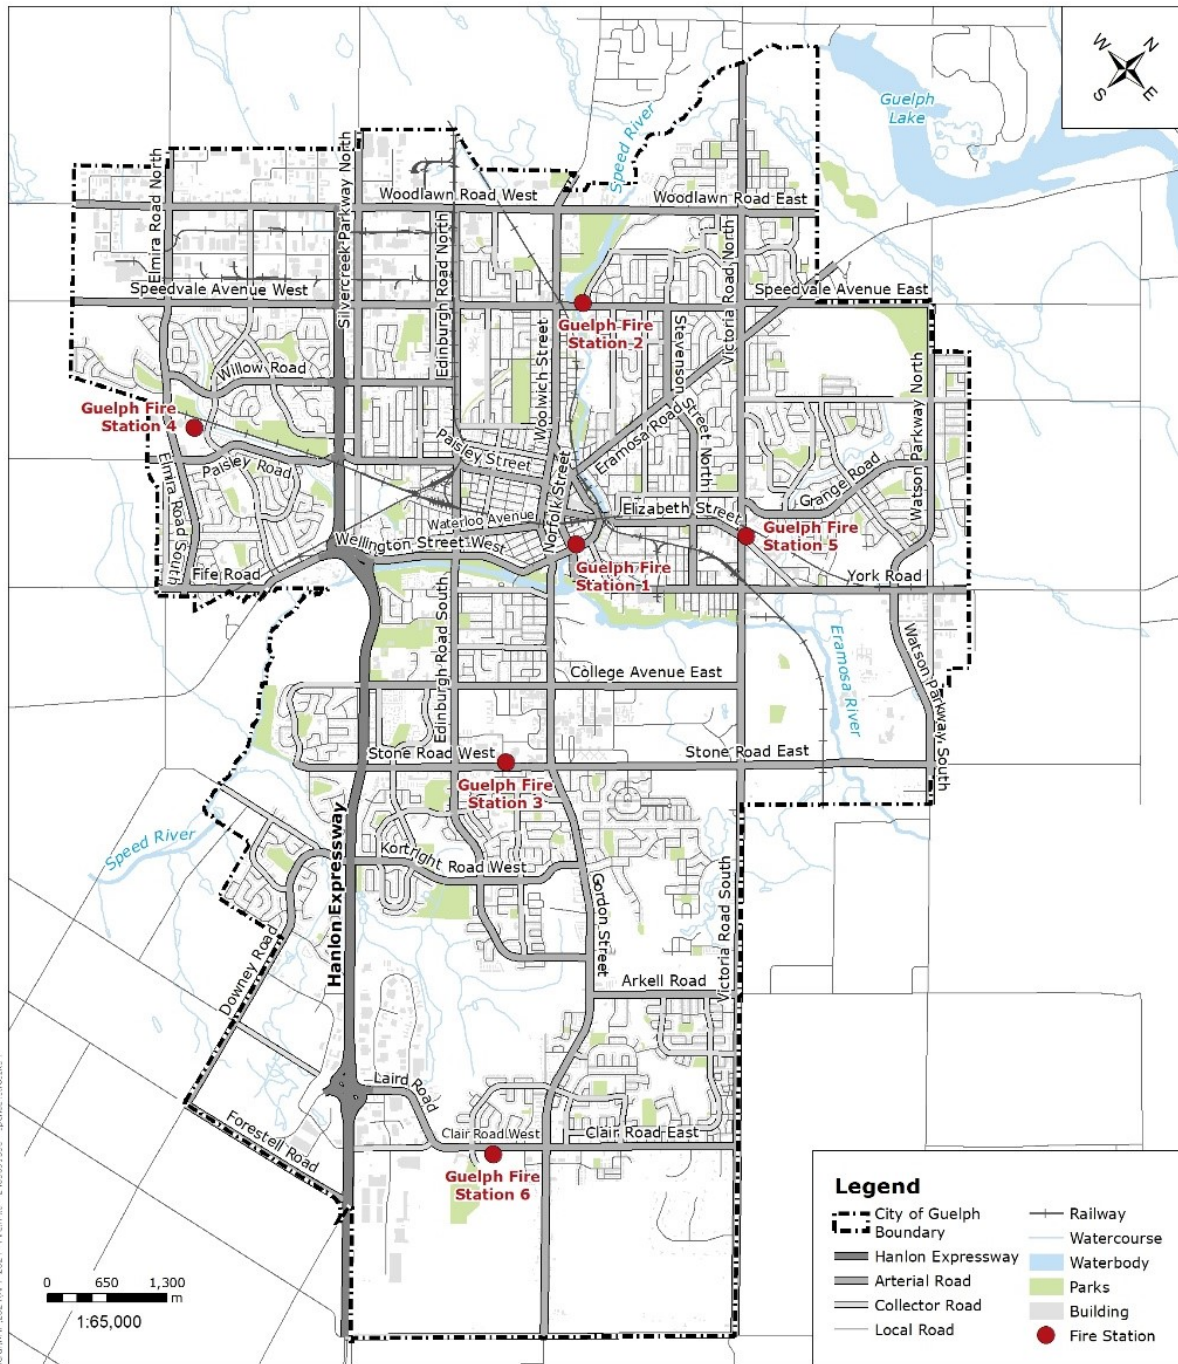 W
N
S
E
Guelph
Lake
Speed River
Elmira Road North
Silvercreek Parkway North
Woodlawn Road West
Woodlawn Road East
Edinburgh Road North
Victoria Road North
Speedvale Avenue West
Speedvale Avenue East
Guelph Fire
Station 2
Woolwich Street
Stevenson Street North
Willow Road
Guelph Fire
Station 4
Eramosa Road
Watson Parkway North
Paisley Street
Paisley Road
Elmira Road South
Norfolk Street
Grange Road
Elizabeth Street
Waterloo Avenue
Guelph Fire
Station 5
Wellington Street West
Guelph Fire
Station 1
Fife Road
York Road
Edinburgh Road South
Eramosa River
Watson Parkway South
College Avenue East
Stone Road West
Stone Road East
Guelph Fire
Station 3
Speed River
Hanlon Expressway
Kortright Road West
Gordon Street
Victoria Road South
Downey Road
Arkell Road
Laird Road
Forestell Road
Clair Road West
Clair Road East
Guelph Fire
Station 6
0 650 1,300
m
1:65,000
Legend
City of Guelph
Boundary
Hanlon Expressway
Arterial Road
Collector Road
Local Road
Railway
Watercourse
Waterbody
Parks
Building
Fire Station